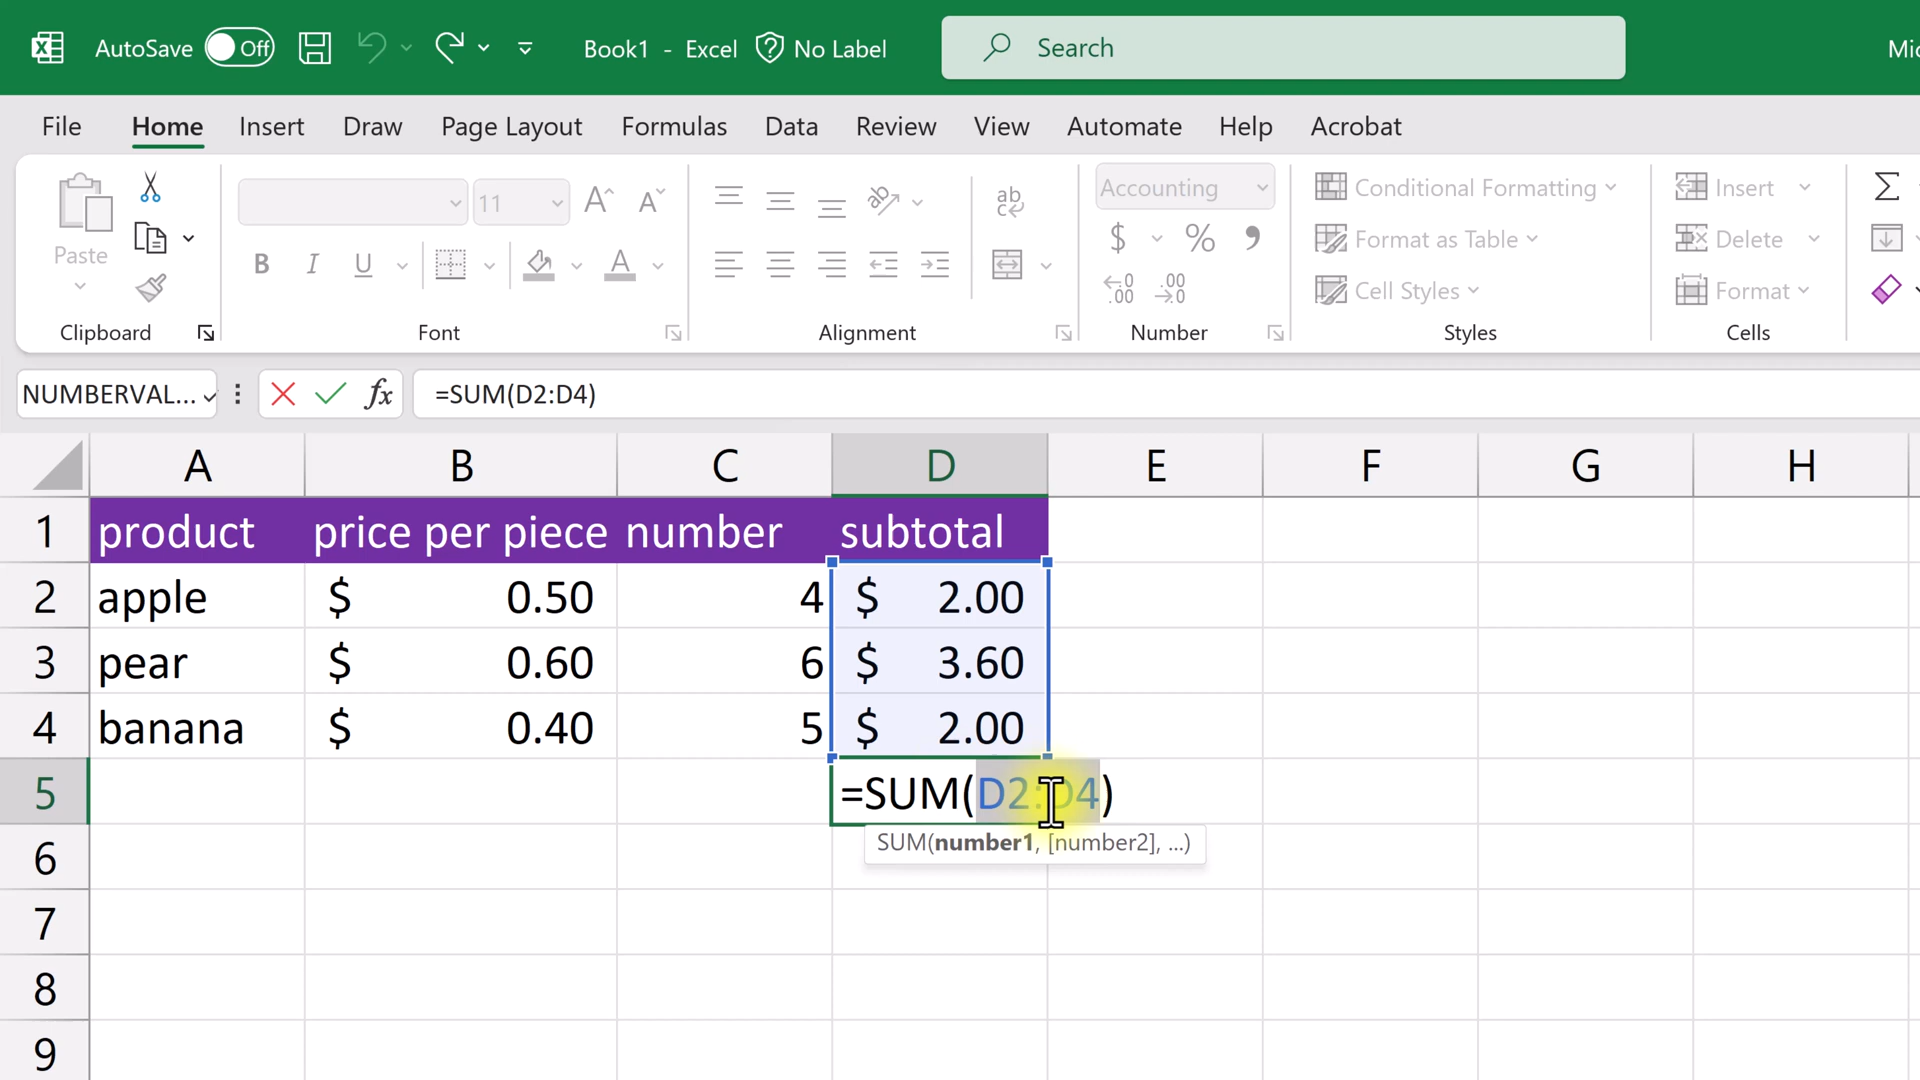 AutoSave Off Book1 - Excel No Label Search Mic
File Home Insert Draw Page Layout Formulas Data Review View Automate Help Acrobat
Paste
11
B I U A
ab
Accounting
$ % ,
Conditional Formatting
Format as Table
Cell Styles
Insert
Delete
Format
Σ
Clipboard Font Alignment Number Styles Cells
NUMBERVAL... fx =SUM(D2:D4)
A B C D E F G H
1 product price per piece number subtotal
2 apple $ 0.50 4 $ 2.00
3 pear $ 0.60 6 $ 3.60
4 banana $ 0.40 5 $ 2.00
5 =SUM(D2:D4)
SUM(number1, [number2], ...)
6
7
8
9